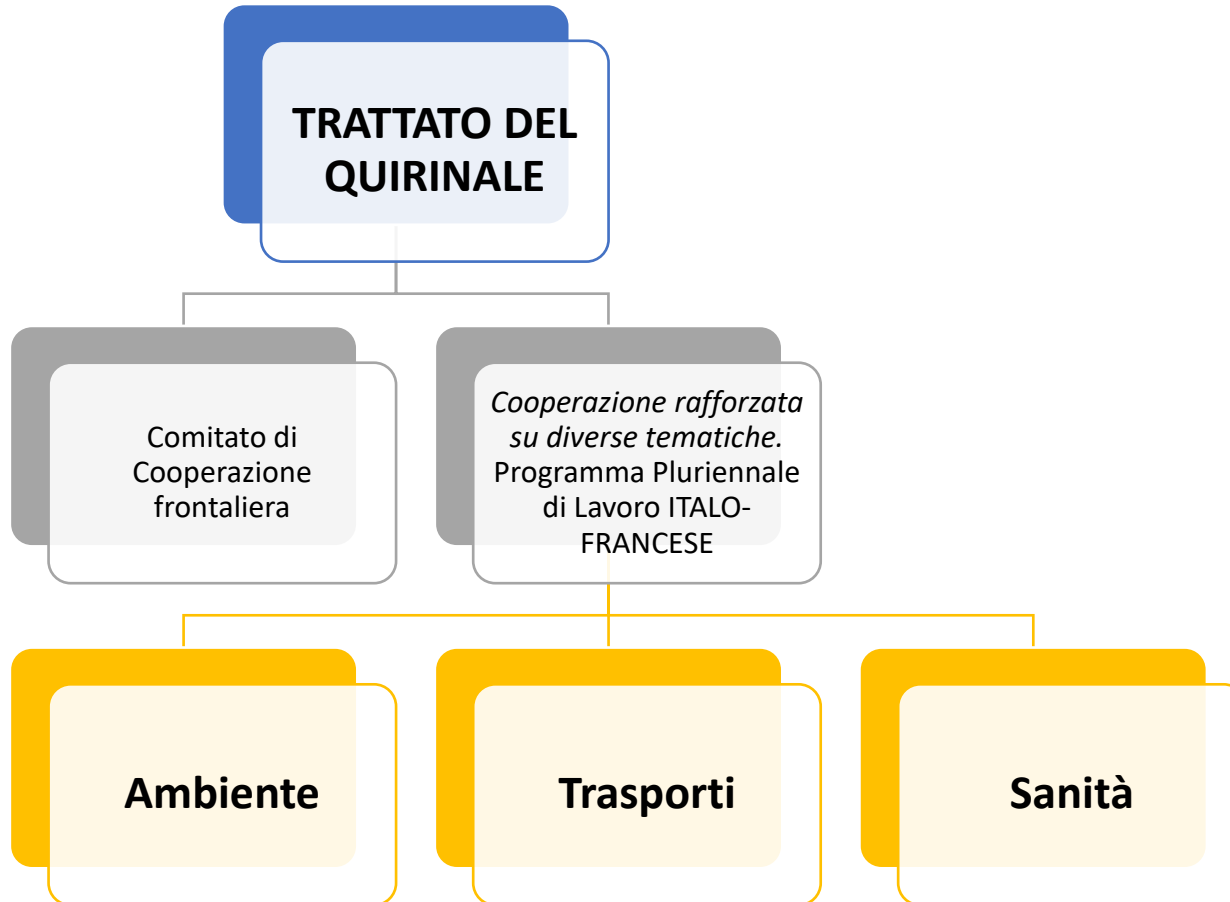 TRATTATO DEL
QUIRINALE
Comitato di
Cooperazione
frontaliera
Cooperazione rafforzata
su diverse tematiche.
Programma Pluriennale
di Lavoro ITALO-
FRANCESE
Ambiente
Trasporti
Sanità